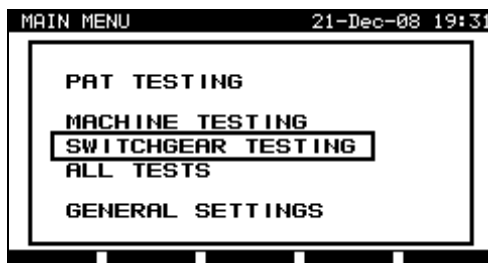 MAIN MENU 21-Dec-08 19:31
PAT TESTING
MACHINE TESTING
SWITCHGEAR TESTING
ALL TESTS
GENERAL SETTINGS